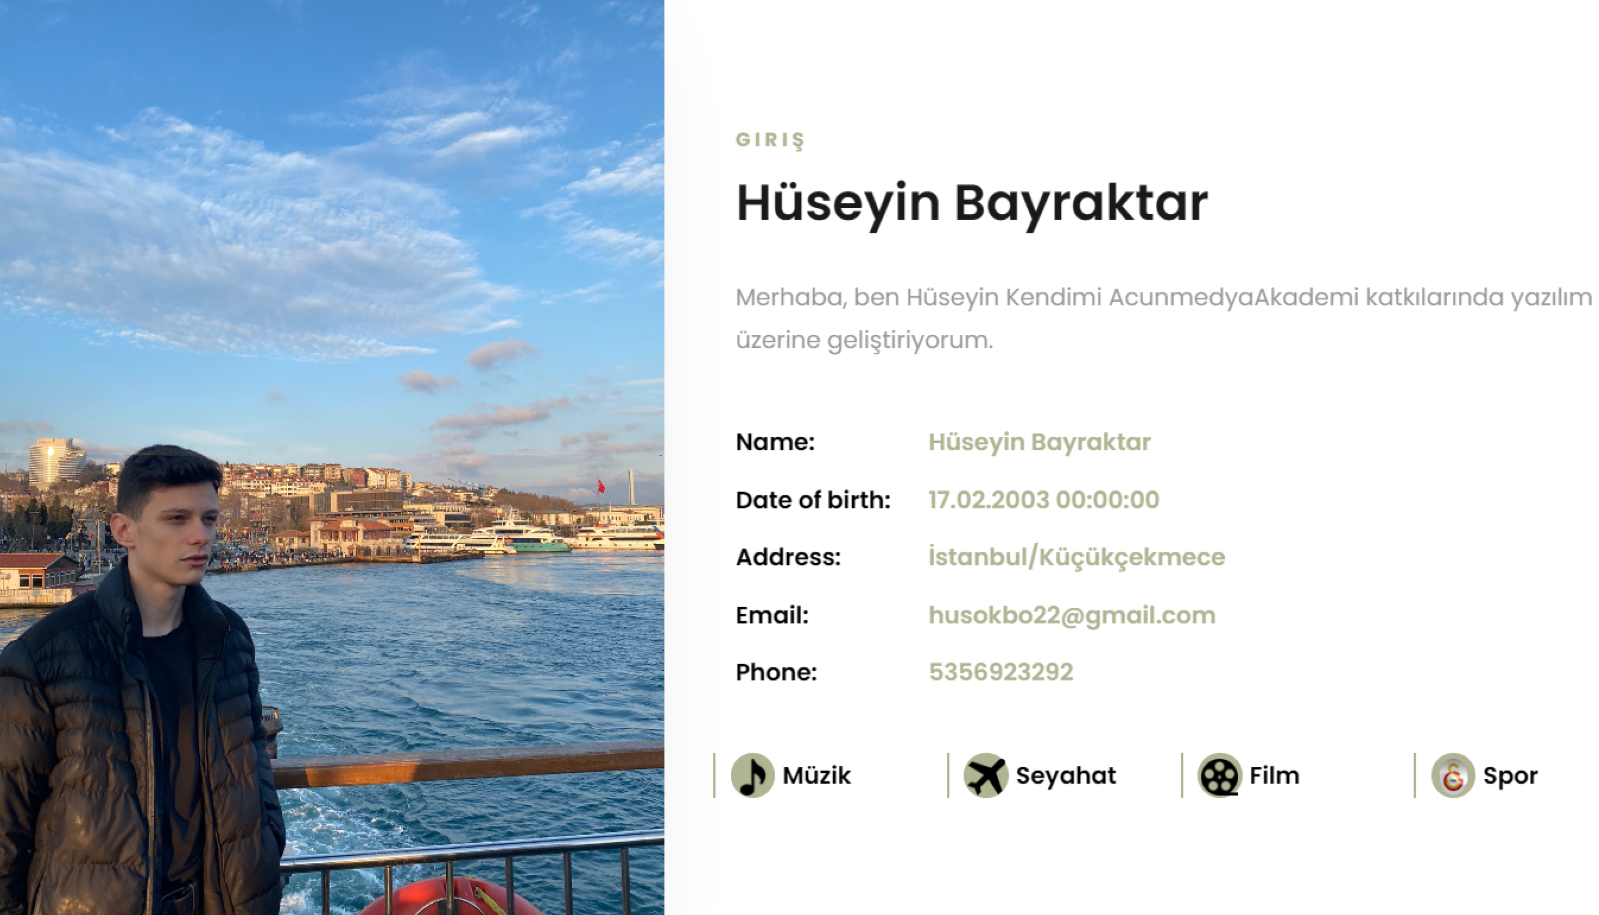 GIRIŞ
Hüseyin Bayraktar
Merhaba, ben Hüseyin Kendimi AcunmedyaAkademi katkılarında yazılım
üzerine geliştiriyorum.
Name: Hüseyin Bayraktar
Date of birth: 17.02.2003 00:00:00
Address: İstanbul/Küçükçekmece
Email: husokbo22@gmail.com
Phone: 5356923292
Müzik Seyahat Film Spor